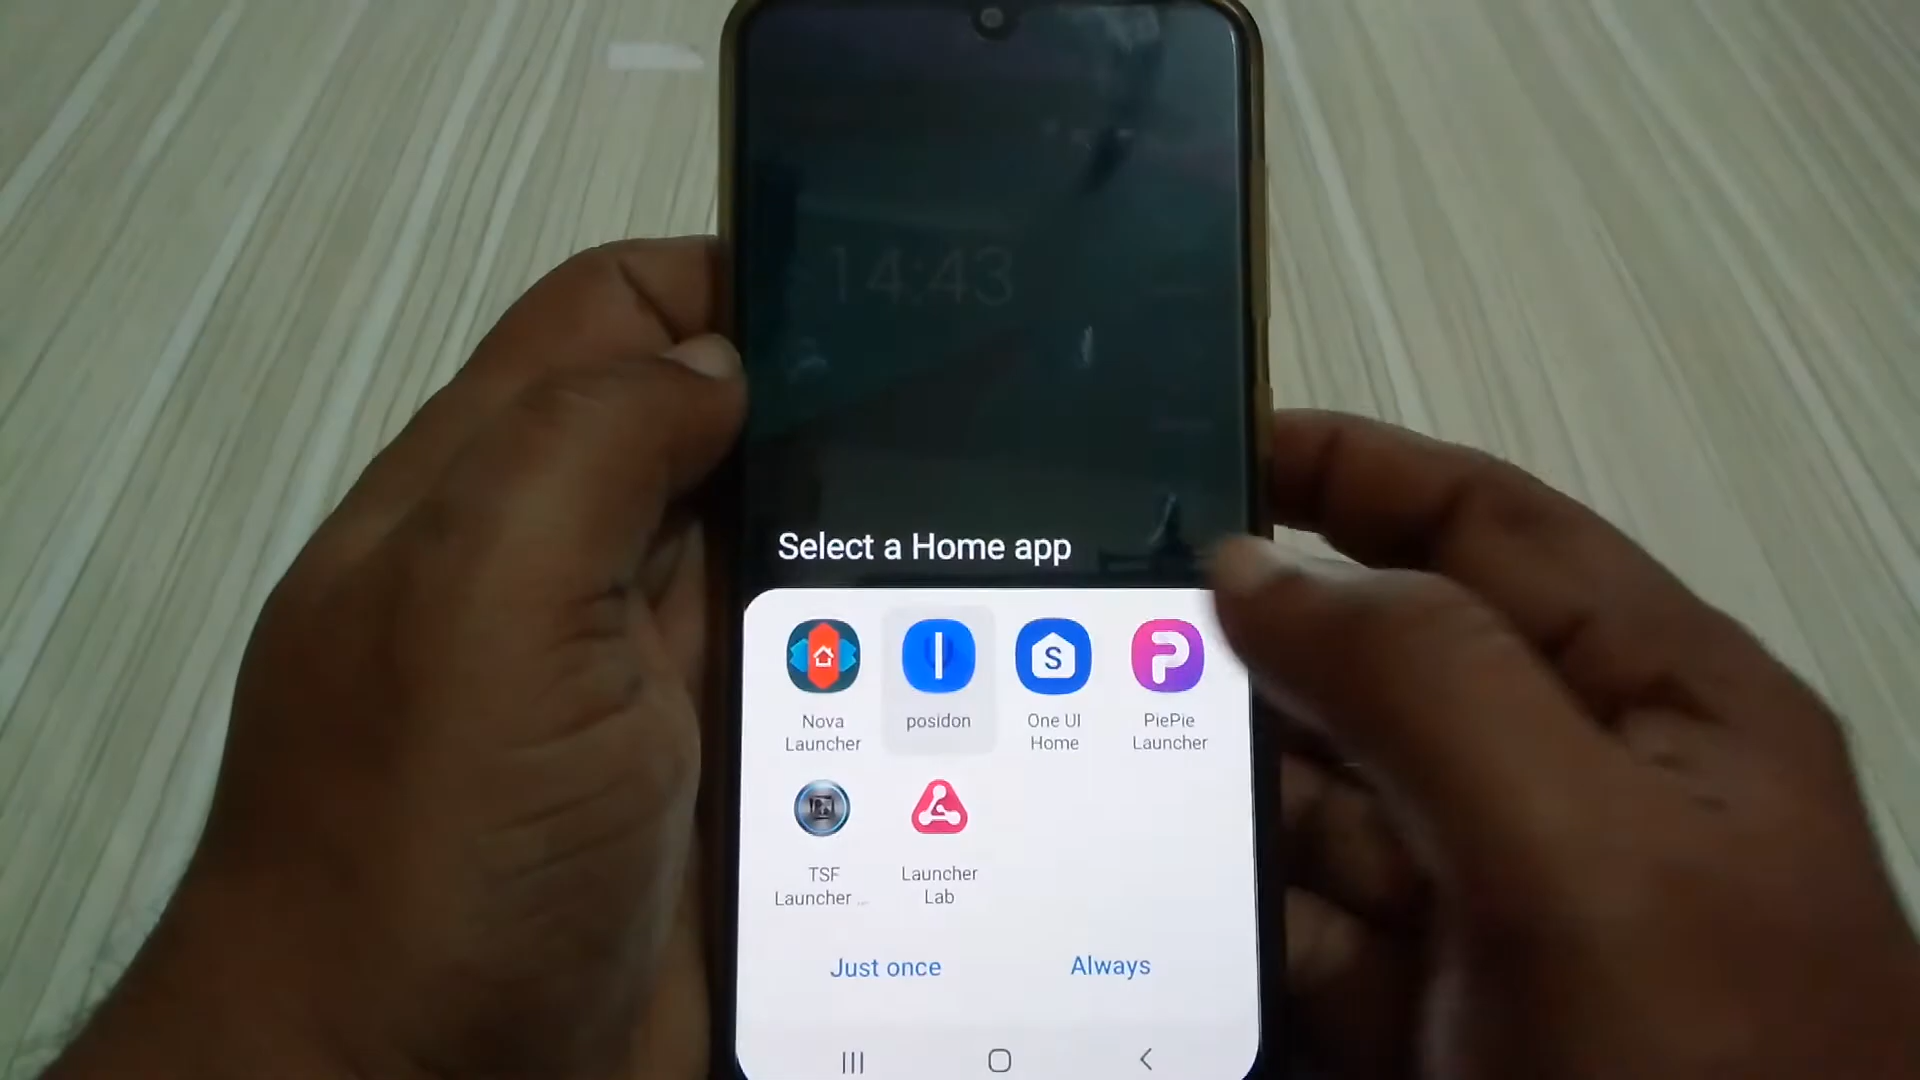 14:43
Select a Home app
Nova
Launcher
posidon
One UI
Home
PiePie
Launcher
TSF
Launcher ...
Launcher
Lab
Just once
Always